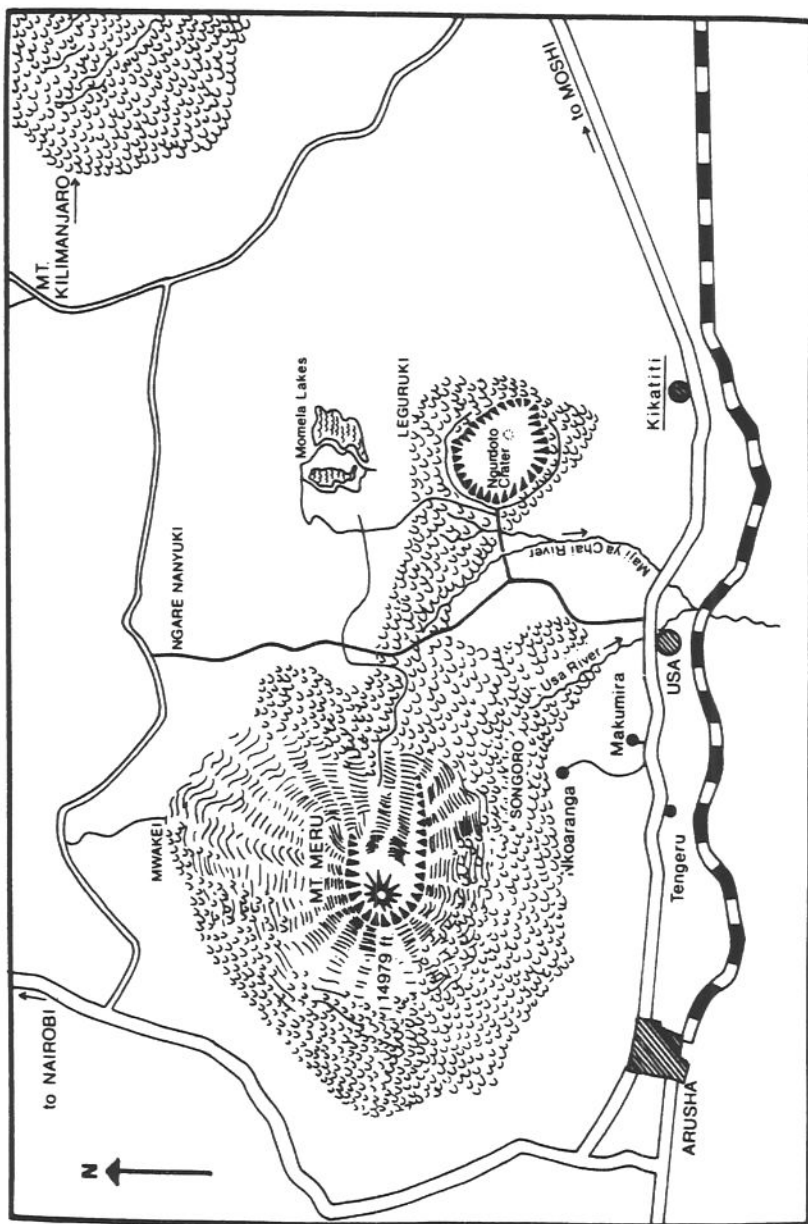 N
to NAIROBI
MT.
KILIMANJARO
NGARE NANYUKI
MWAKEI
Momela Lakes
LEGURUKI
Ngurdoto
Crater
MT. MERU
14979 ft
SONGORO
Nkoaranga
Usa River
Maji ya Chai River
to MOSHI
Makumira
USA
Kikatiti
Tengeru
ARUSHA